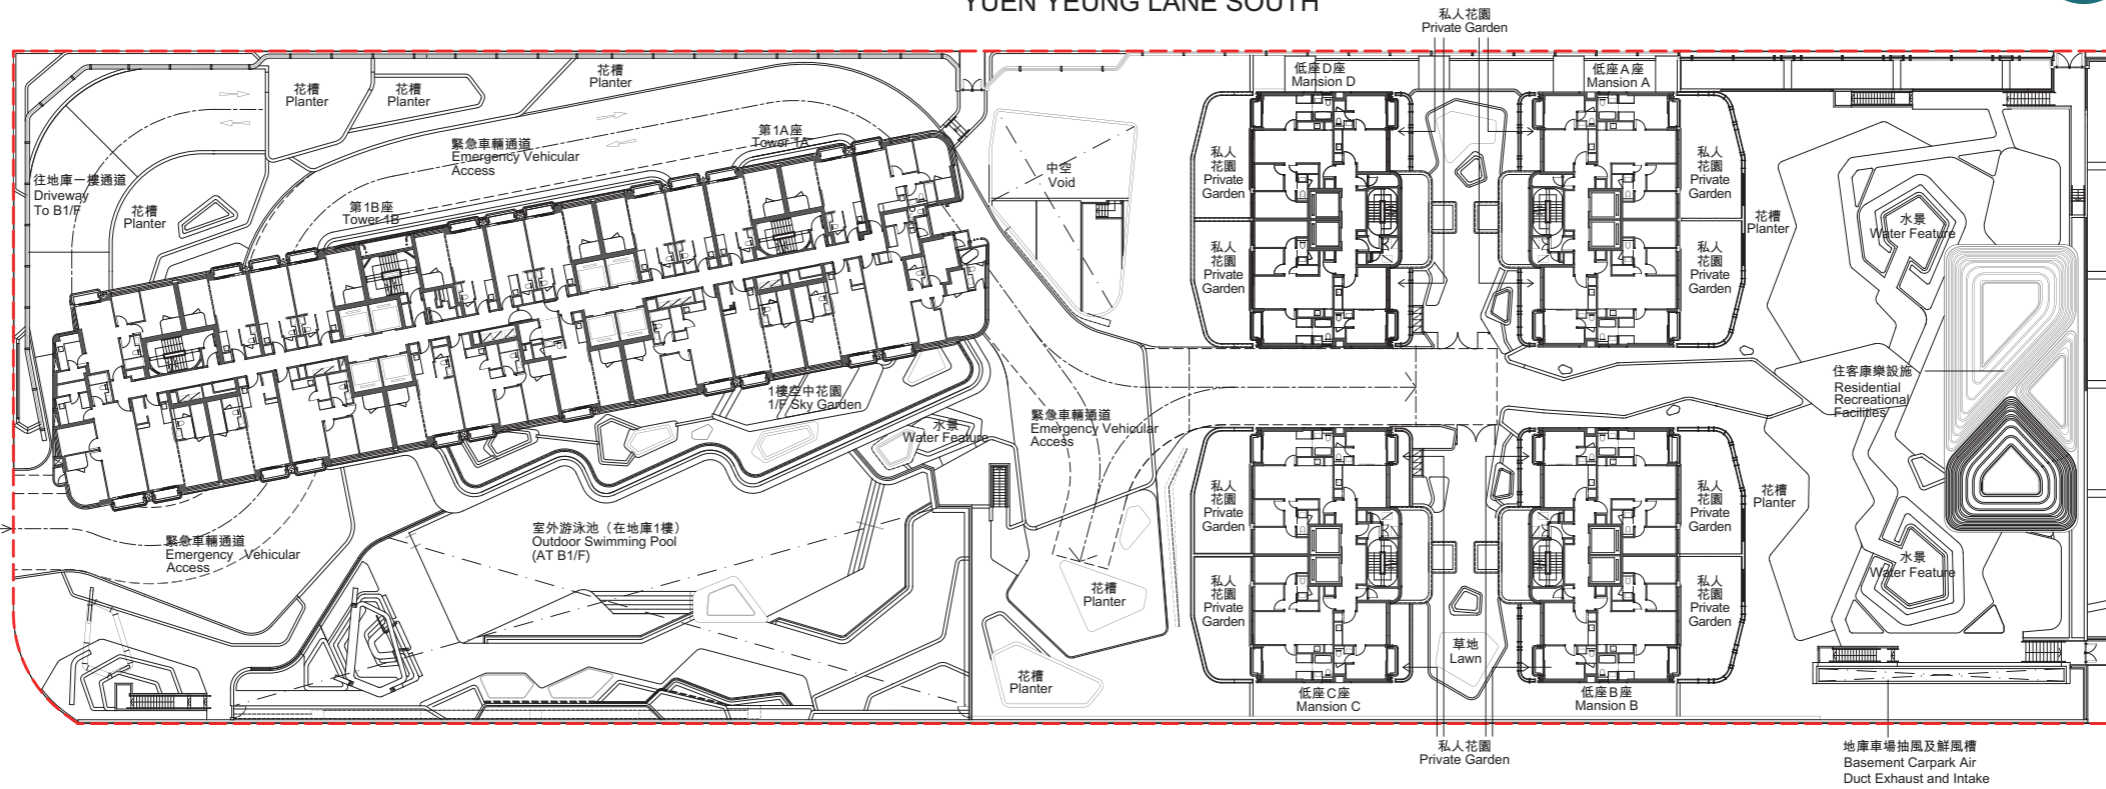 YUEN YEUNG LANE SOUTH
私人花園
Private Garden
花槽
Planter
花槽
Planter
花槽
Planter
低座D座
Mansion D
低座A座
Mansion A
緊急車輛通道
Emergency Vehicular
Access
第1A座
Tower 1A
中空
Void
往地庫一樓通道
Driveway
To B1/F
花槽
Planter
第1B座
Tower 1B
私人
花園
Private
Garden
私人
花園
Private
Garden
花槽
Planter
水景
Water Feature
私人
花園
Private
Garden
私人
花園
Private
Garden
1樓空中花園
1/F Sky Garden
住客康樂設施
Residential
Recreational
Facilities
水景
Water Feature
緊急車輛通道
Emergency Vehicular
Access
私人
花園
Private
Garden
私人
花園
Private
Garden
花槽
Planter
緊急車輛通道
Emergency Vehicular
Access
室外游泳池（在地庫1樓）
Outdoor Swimming Pool
(AT B1/F)
水景
Water Feature
花槽
Planter
私人
花園
Private
Garden
私人
花園
Private
Garden
草地
Lawn
花槽
Planter
低座C座
Mansion C
低座B座
Mansion B
私人花園
Private Garden
地庫車場抽風及鮮風槽
Basement Carpark Air
Duct Exhaust and Intake